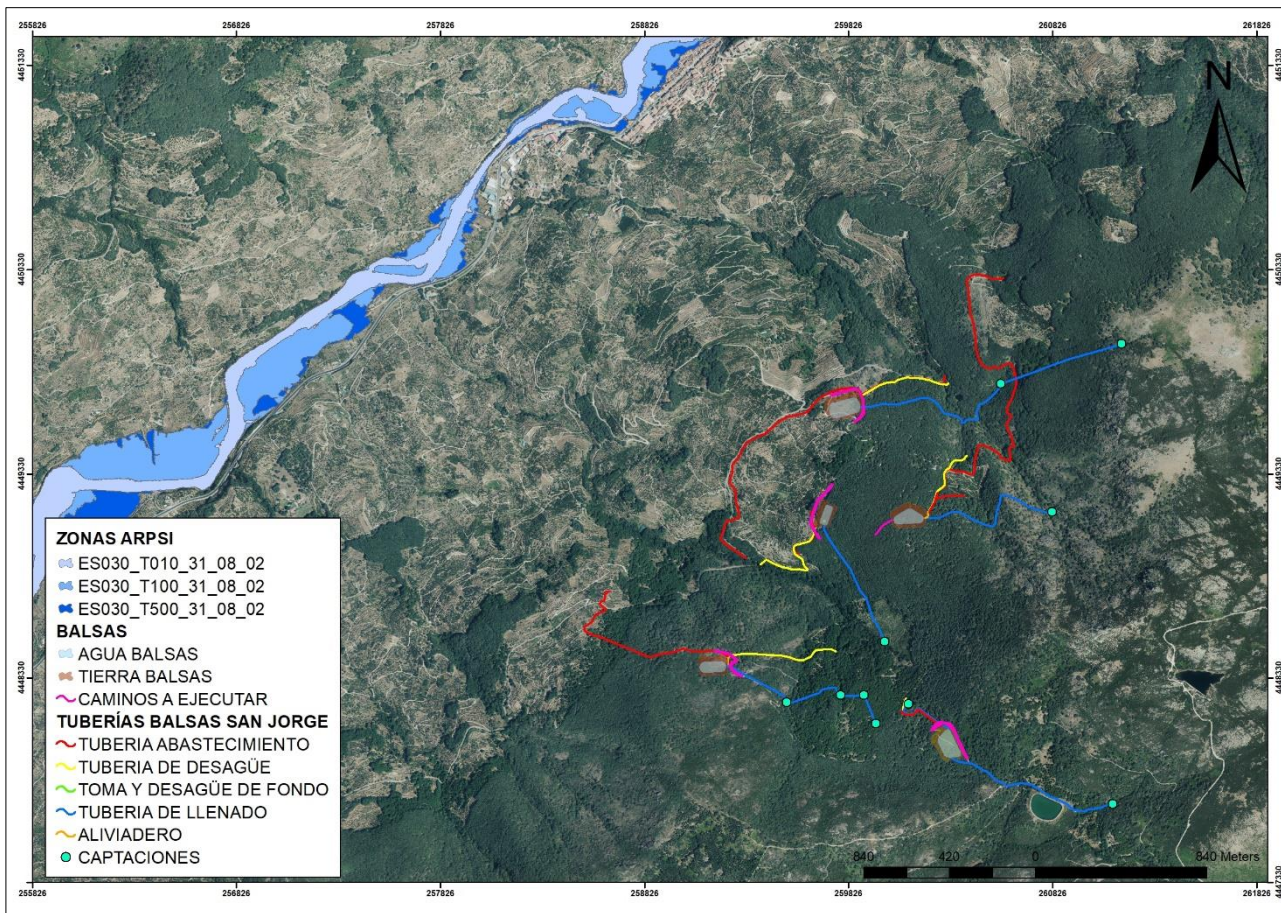 255826 256826 257826 258826 259826 260826 261826
4451330 4451330
N
4450330 4450330
4449330 4449330
ZONAS ARPSI
ES030_T010_31_08_02
ES030_T100_31_08_02
ES030_T500_31_08_02
BALSAS
AGUA BALSAS
TIERRA BALSAS
CAMINOS A EJECUTAR
TUBERÍAS BALSAS SAN JORGE
TUBERIA ABASTECIMIENTO
TUBERIA DE DESAGÜE
TOMA Y DESAGÜE DE FONDO
TUBERIA DE LLENADO
ALIVIADERO
CAPTACIONES
4448330 4448330
840 420 0 840 Meters
4447330 4447330
255826 256826 257826 258826 259826 260826 261826